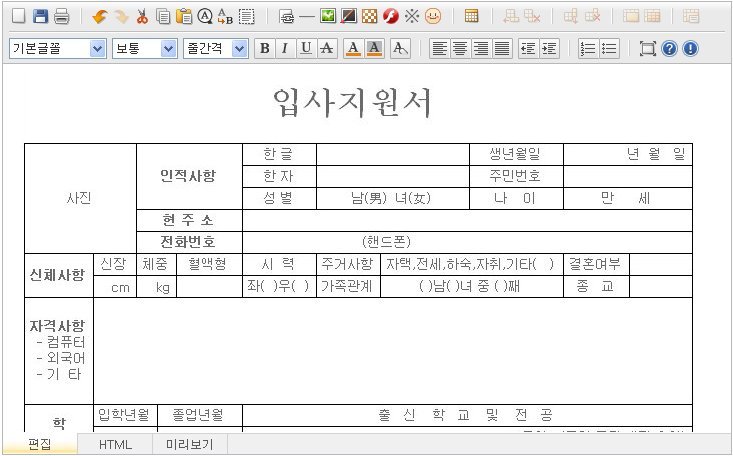 기본글꼴 보통 줄간격 B I U A A A A
입사지원서
사진 인적사항 한 글 생년월일 년 월 일
한 자 주민번호
성 별 남(男) 녀(女) 나 이 만 세
현 주 소
전화번호 (핸드폰)
신체사항 신장 체중 혈액형 시 력 주거사항 자택,전세,하숙,자취,기타( ) 결혼여부
cm kg 좌( )우( ) 가족관계 ( )남( )녀 중 ( )째 종 교
자격사항
- 컴퓨터
- 외국어
- 기 타
학 입학년월 졸업년월 출 신 학 교 및 전 공
편집 HTML 미리보기